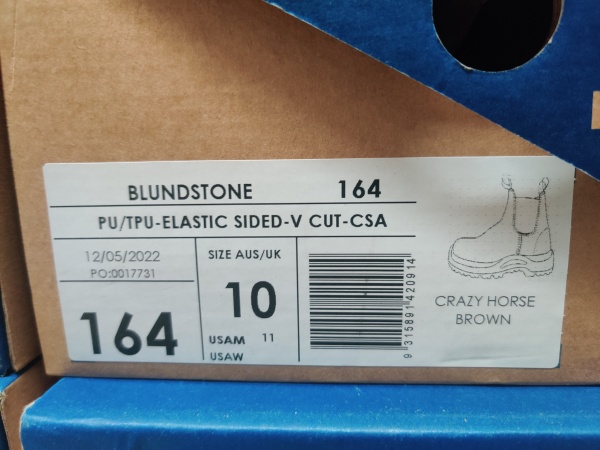 BLUNDSTONE 164
PU/TPU-ELASTIC SIDED-V CUT-CSA
12/05/2022
PO:0017731
164
SIZE AUS/UK
10
USAM 11
USAW
9 315891 420914
CRAZY HORSE
BROWN